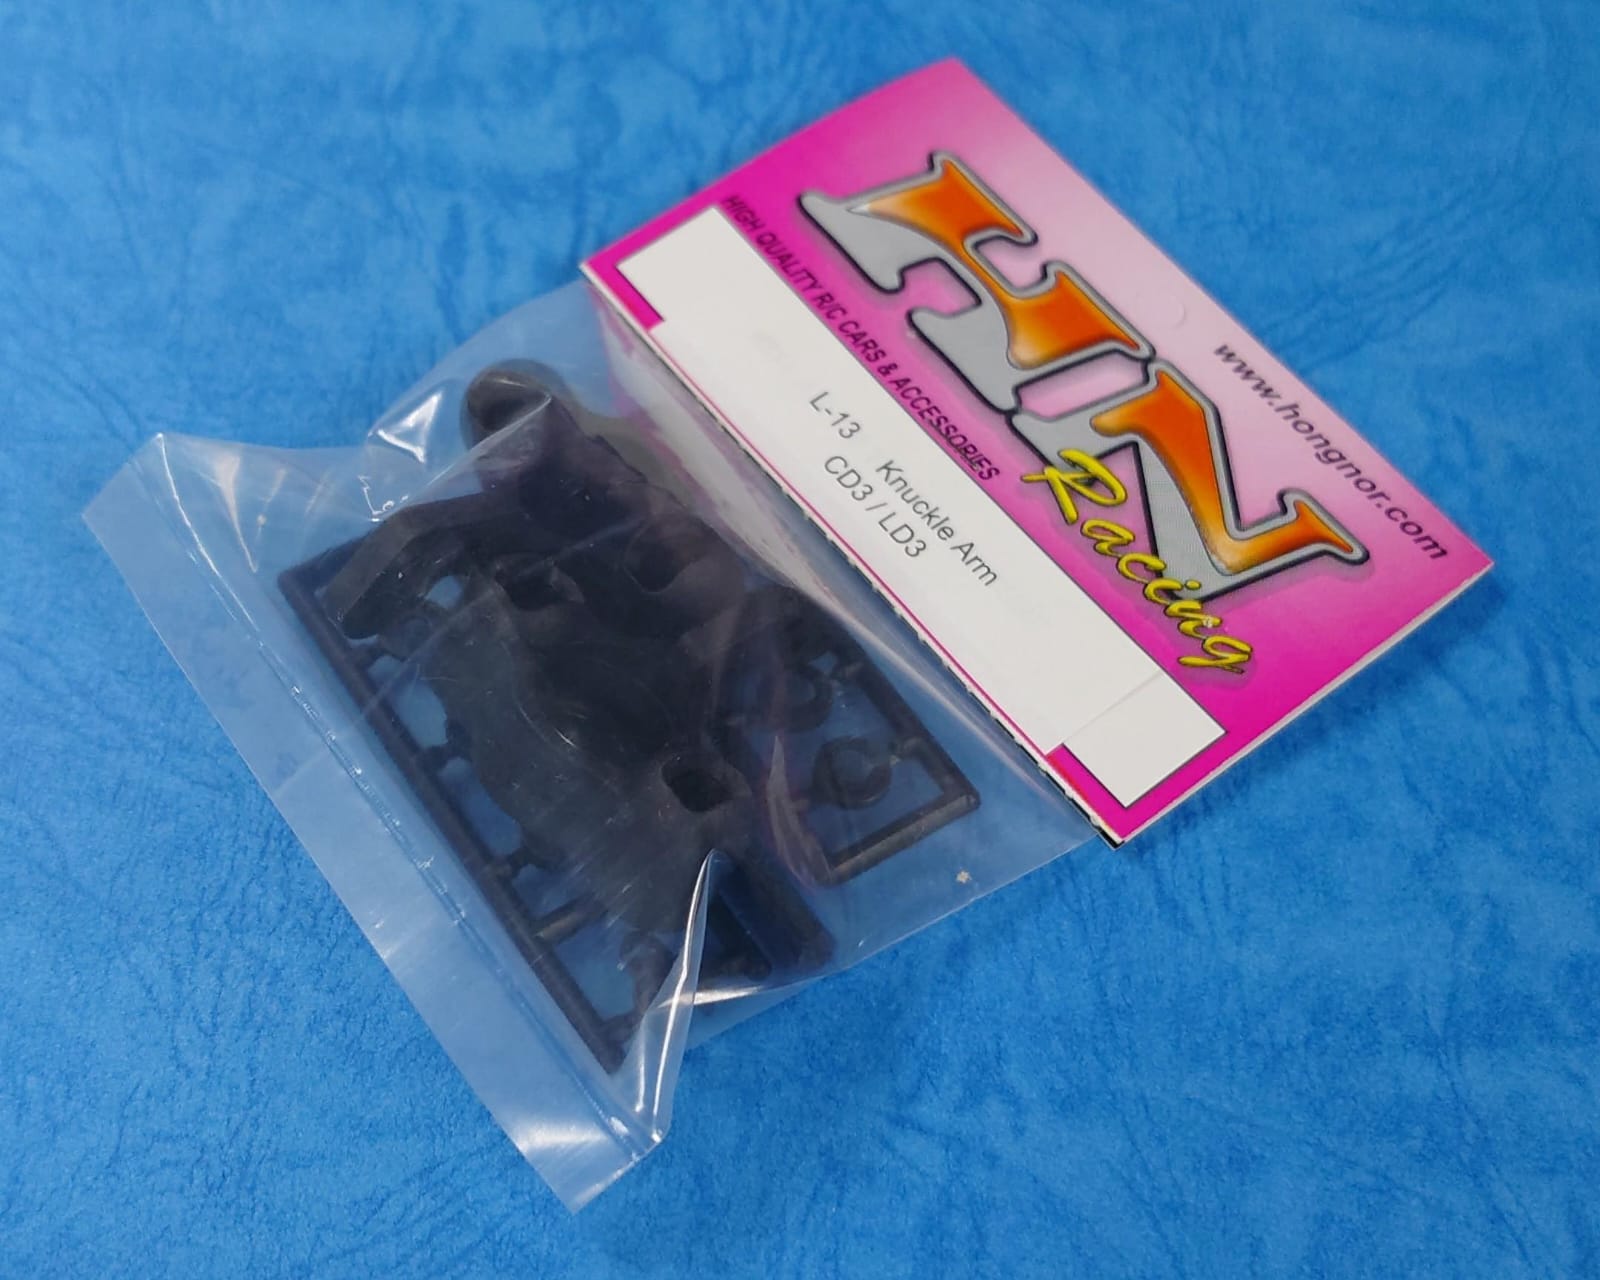 www.hongnor.com
HN
Racing
HIGH QUALITY R/C CARS & ACCESSORIES
L-13 Knuckle Arm
CD3 / LD3